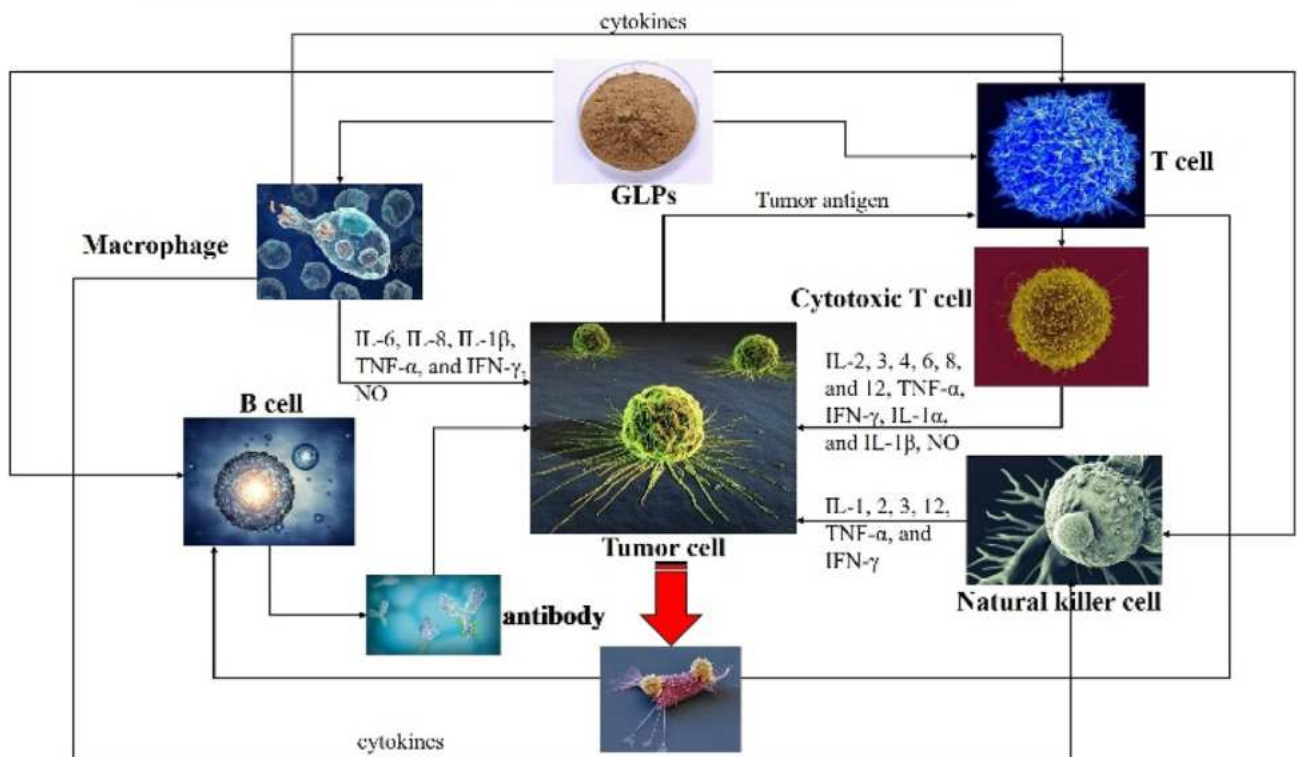 cytokines
GLPs
T cell
Tumor antigen
Macrophage
Cytotoxic T cell
IL-6, IL-8, IL-1β,
TNF-α, and IFN-γ,
NO
IL-2, 3, 4, 6, 8,
and 12, TNF-α,
IFN-γ, IL-1α,
and IL-1β, NO
B cell
IL-1, 2, 3, 12,
TNF-α, and
IFN-γ
Tumor cell
Natural killer cell
antibody
cytokines